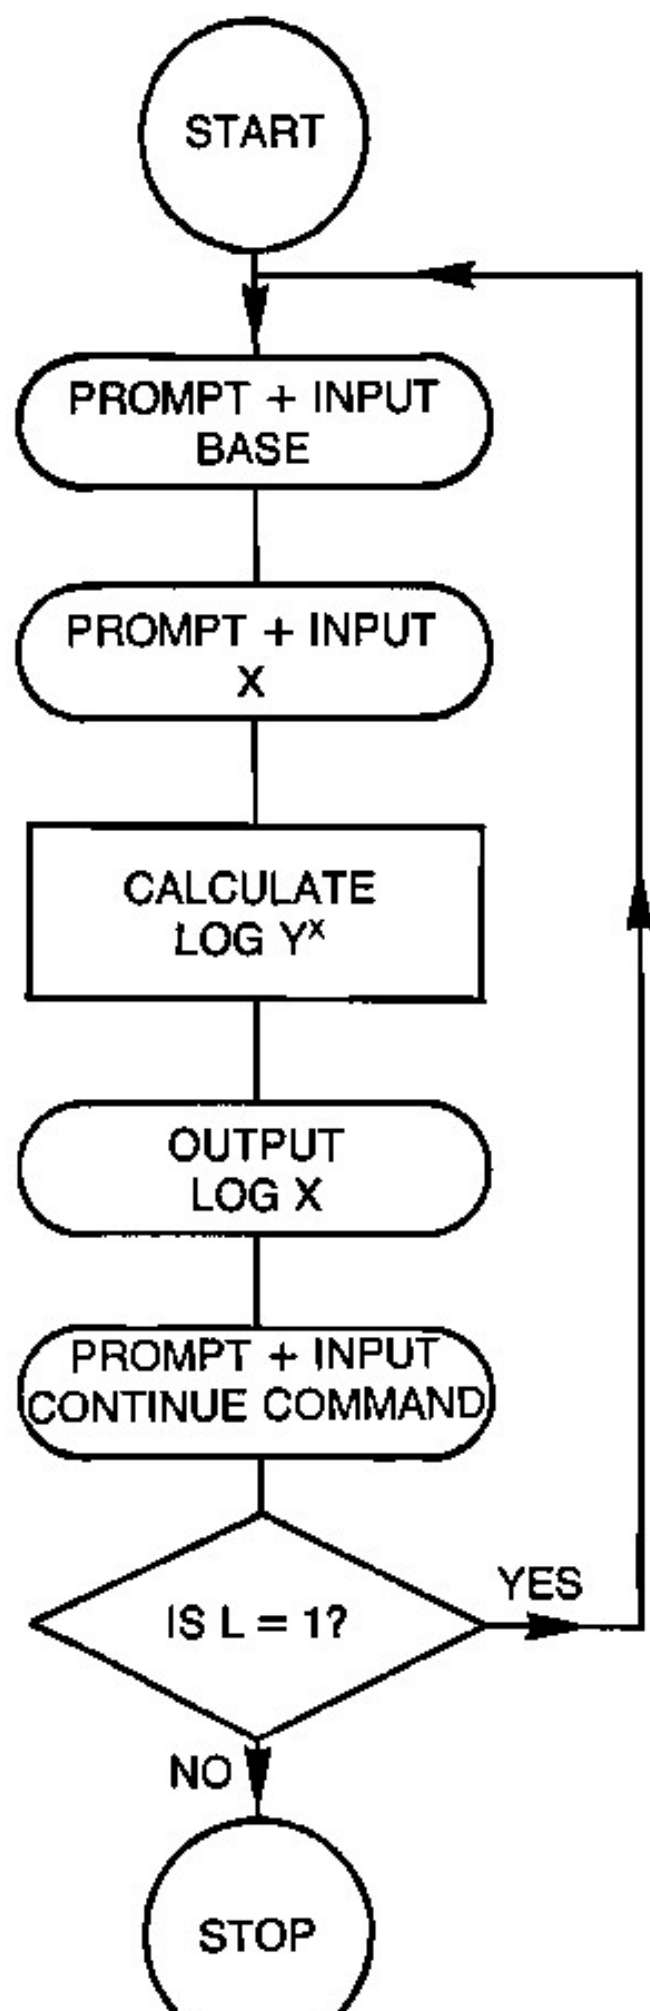 START
PROMPT + INPUT
BASE
PROMPT + INPUT
X
CALCULATE
LOG Yˣ
OUTPUT
LOG X
PROMPT + INPUT
CONTINUE COMMAND
IS L = 1?
YES
NO
STOP